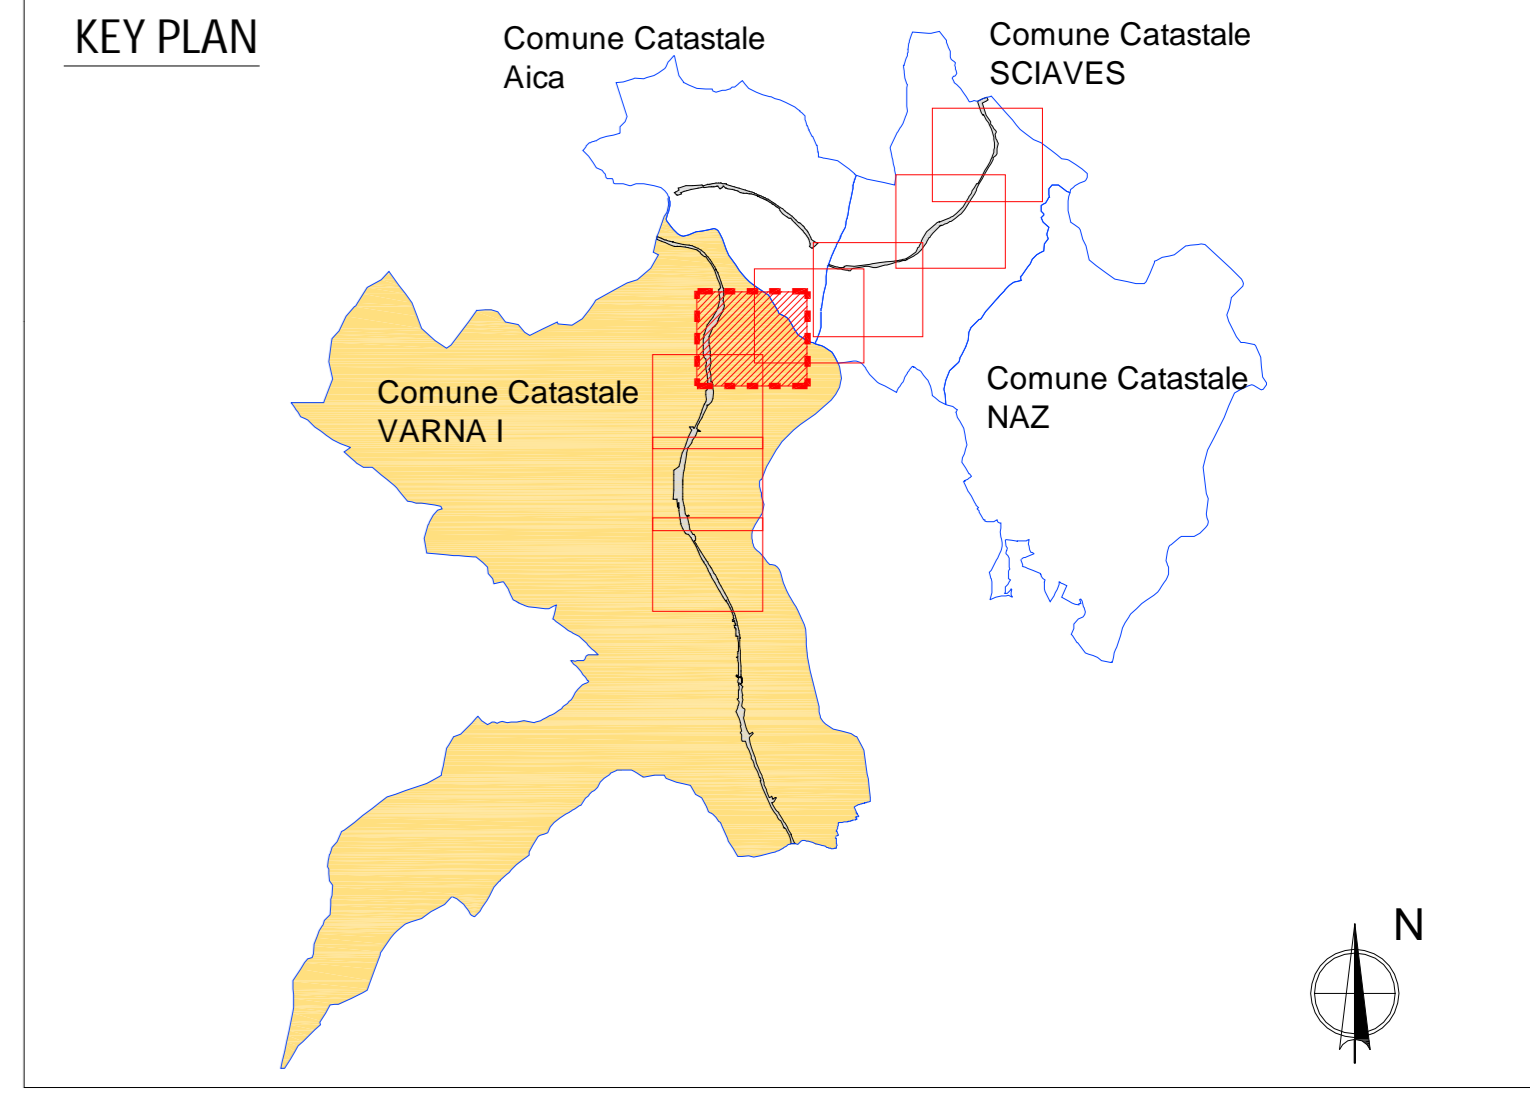 KEY PLAN
Comune Catastale
Aica
Comune Catastale
SCIAVES
Comune Catastale
VARNA I
Comune Catastale
NAZ
N